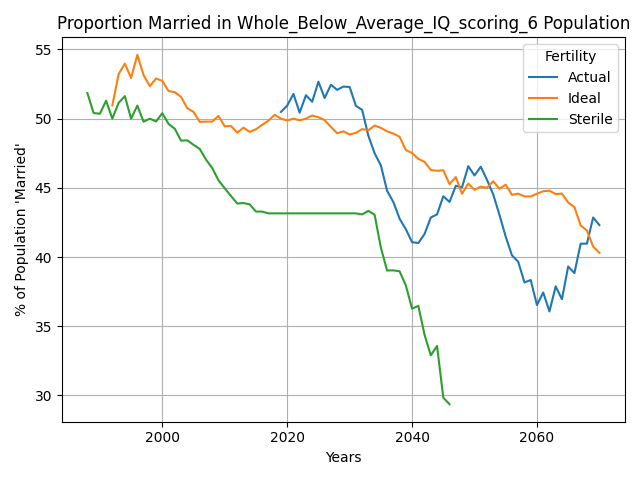 Proportion Married in Whole_Below_Average_IQ_scoring_6 Population
Fertility
Actual
Ideal
Sterile
% of Population 'Married'
55
50
45
40
35
30
2000
2020
2040
2060
Years